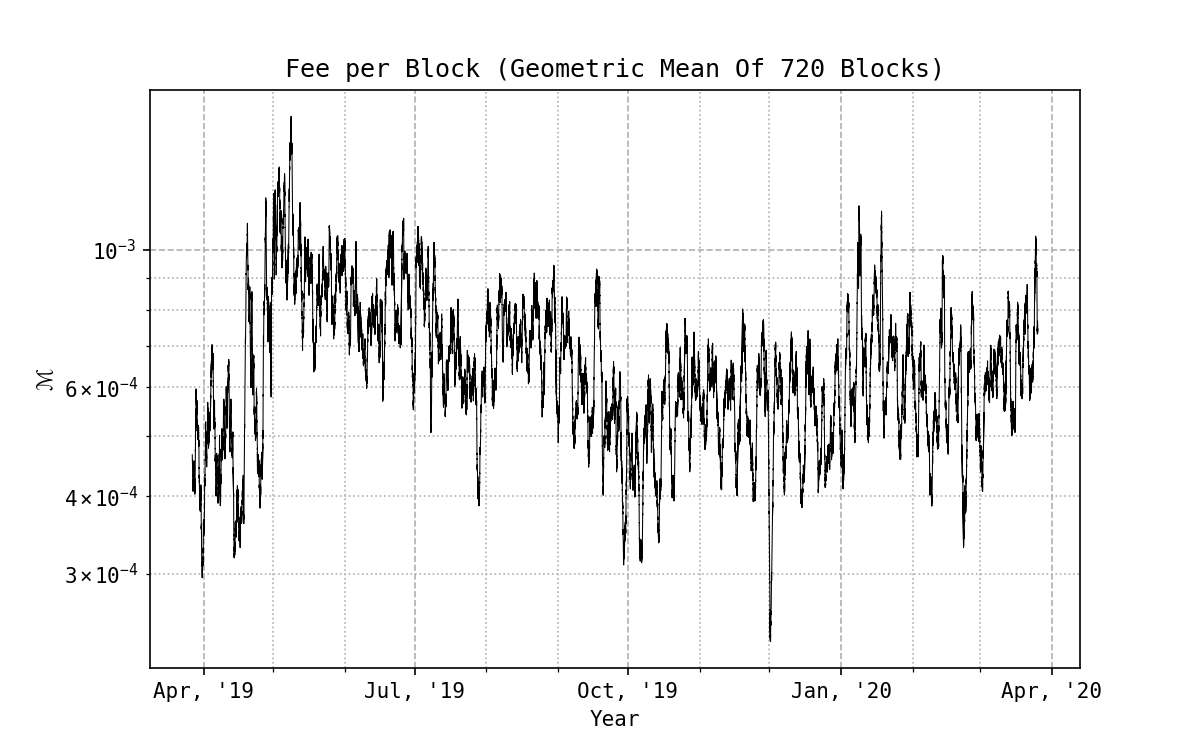 Fee per Block (Geometric Mean Of 720 Blocks)
10⁻³
6×10⁻⁴
4×10⁻⁴
3×10⁻⁴
ℳ
Apr, '19 Jul, '19 Oct, '19 Jan, '20 Apr, '20
Year